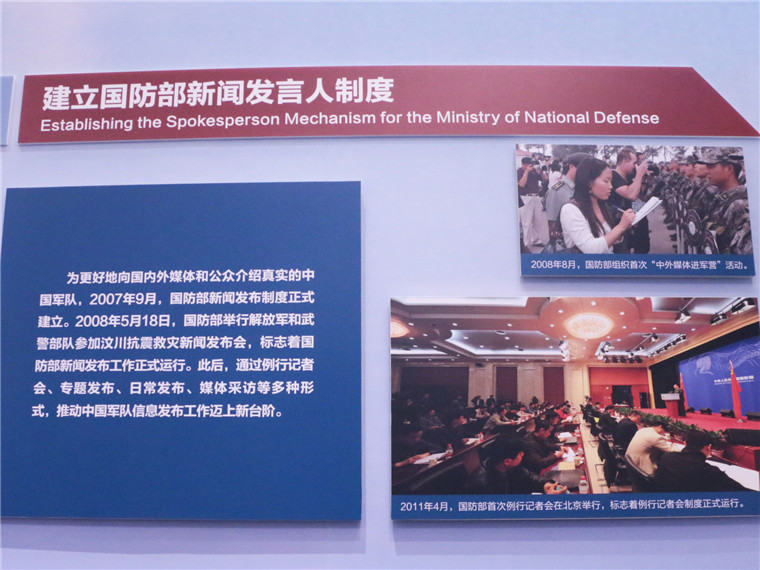 建立国防部新闻发言人制度
Establishing the Spokesperson Mechanism for the Ministry of National Defense
2008年8月，国防部组织首次“中外媒体进军营”活动。
为更好地向国内外媒体和公众介绍真实的中
国军队，2007年9月，国防部新闻发布制度正式
建立。2008年5月18日，国防部举行解放军和武
警部队参加汶川抗震救灾新闻发布会，标志着国
防部新闻发布工作正式运行。此后，通过例行记者
会、专题发布、日常发布、媒体采访等多种形
式，推动中国军队信息发布工作迈上新台阶。
2011年4月，国防部首次例行记者会在北京举行，标志着例行记者会制度正式运行。